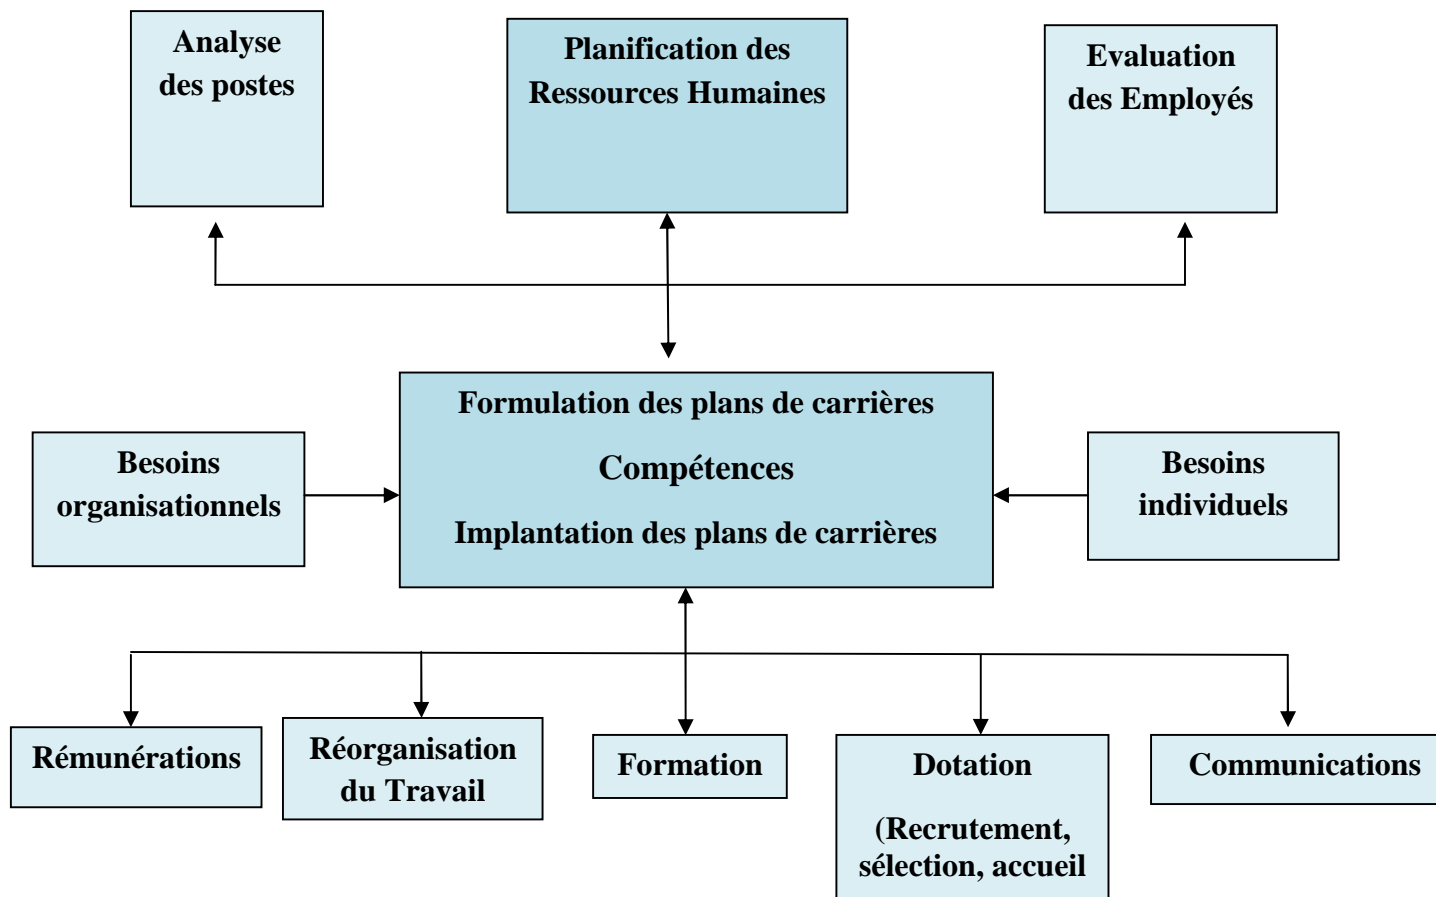 Analyse
des postes
Planification des
Ressources Humaines
Evaluation
des Employés
Formulation des plans de carrières
Compétences
Implantation des plans de carrières
Besoins
organisationnels
Besoins
individuels
Rémunérations
Réorganisation
du Travail
Formation
Dotation
(Recrutement,
sélection, accueil
Communications